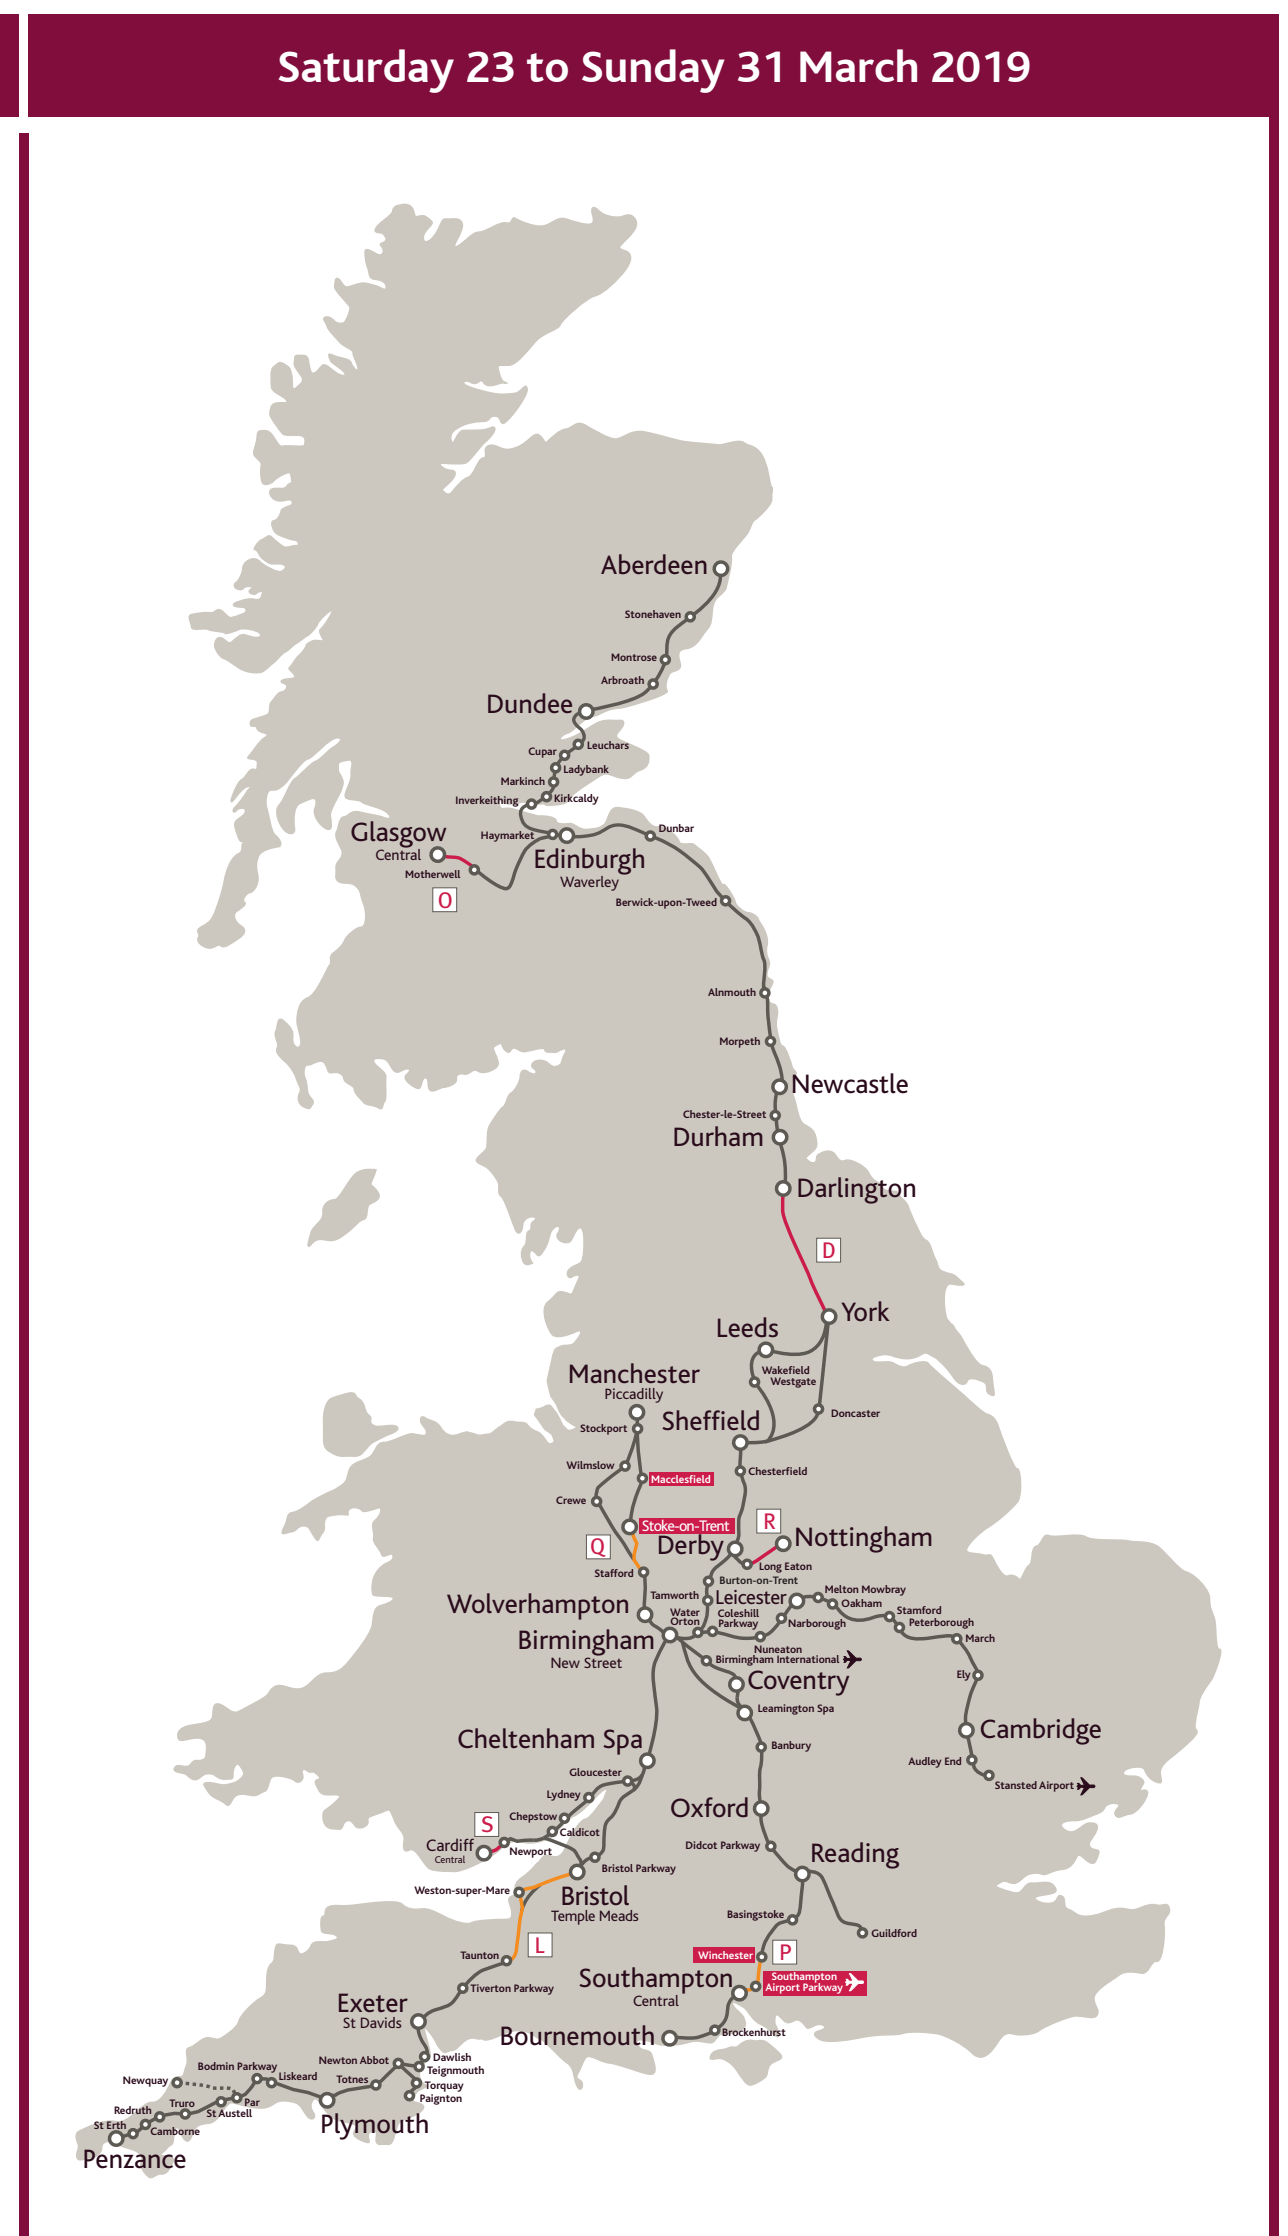 Saturday 23 to Sunday 31 March 2019
Aberdeen
Stonehaven
Montrose
Arbroath
Dundee
Leuchars
Cupar
Ladybank
Markinch
Kirkcaldy
Inverkeithing
Glasgow
Central
Haymarket
Dunbar
Edinburgh
Waverley
Motherwell
O
Berwick-upon-Tweed
Alnmouth
Morpeth
Newcastle
Chester-le-Street
Durham
Darlington
D
York
Leeds
Wakefield
Westgate
Manchester
Piccadilly
Doncaster
Sheffield
Stockport
Wilmslow
Chesterfield
Macclesfield
Crewe
Stoke-on-Trent
R
Nottingham
Q
Derby
Long Eaton
Stafford
Burton-on-Trent
Tamworth
Leicester
Melton Mowbray
Oakham
Wolverhampton
Water
Orton
Coleshill
Parkway
Narborough
Stamford
Peterborough
March
Birmingham
New Street
Nuneaton
Birmingham International
Ely
Coventry
Leamington Spa
Cambridge
Cheltenham Spa
Banbury
Audley End
Stansted Airport
Gloucester
Lydney
Oxford
Chepstow
S
Caldicot
Cardiff
Central
Newport
Didcot Parkway
Reading
Bristol Parkway
Weston-super-Mare
Bristol
Temple Meads
Basingstoke
Guildford
L
Taunton
Winchester
P
Southampton
Central
Southampton
Airport Parkway
Tiverton Parkway
Exeter
St Davids
Bournemouth
Brockenhurst
Dawlish
Teignmouth
Newton Abbot
Torquay
Paignton
Totnes
Bodmin Parkway
Liskeard
Newquay
Par
St Austell
Truro
Redruth
Camborne
St Erth
Plymouth
Penzance